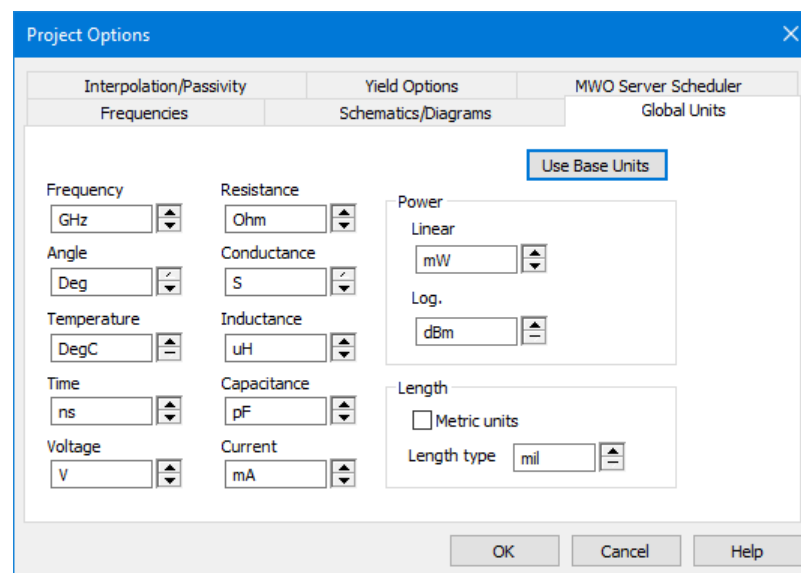 Project Options
Interpolation/Passivity
Yield Options
MWO Server Scheduler
Frequencies
Schematics/Diagrams
Global Units
Use Base Units
Frequency
GHz
Angle
Deg
Temperature
DegC
Time
ns
Voltage
V
Resistance
Ohm
Conductance
S
Inductance
uH
Capacitance
pF
Current
mA
Power
Linear
mW
Log.
dBm
Length
Metric units
Length type mil
OK
Cancel
Help